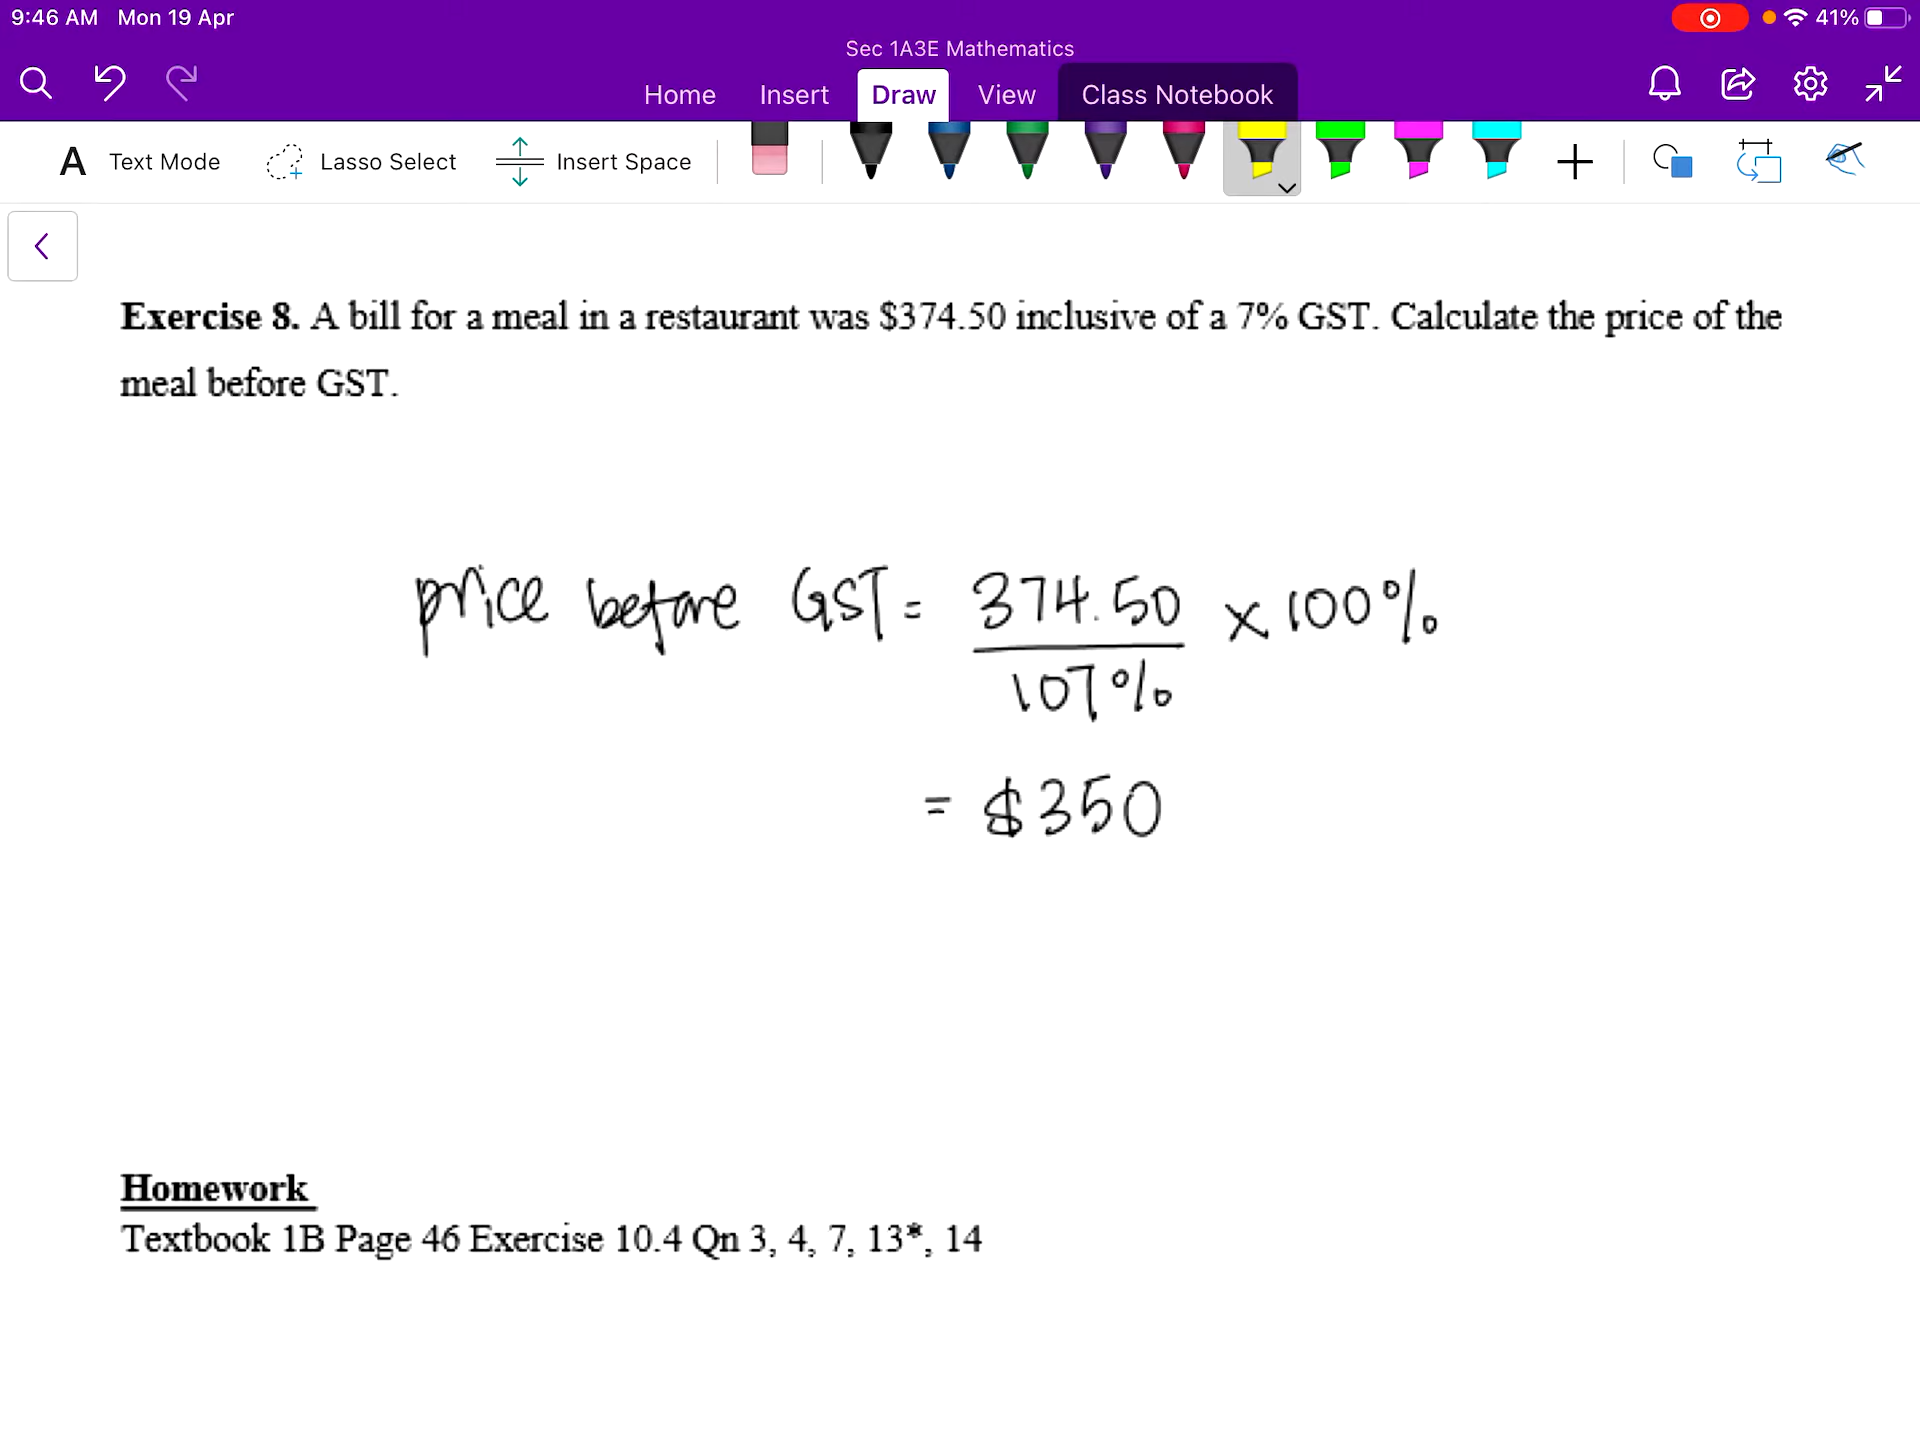 9:46 AM Mon 19 Apr
41%
Sec 1A3E Mathematics
Home Insert Draw View Class Notebook
A Text Mode Lasso Select Insert Space
Exercise 8. A bill for a meal in a restaurant was $374.50 inclusive of a 7% GST. Calculate the price of the
meal before GST.
price before GST = 374.50 × 100%
107%
= $350
Homework
Textbook 1B Page 46 Exercise 10.4 Qn 3, 4, 7, 13*, 14